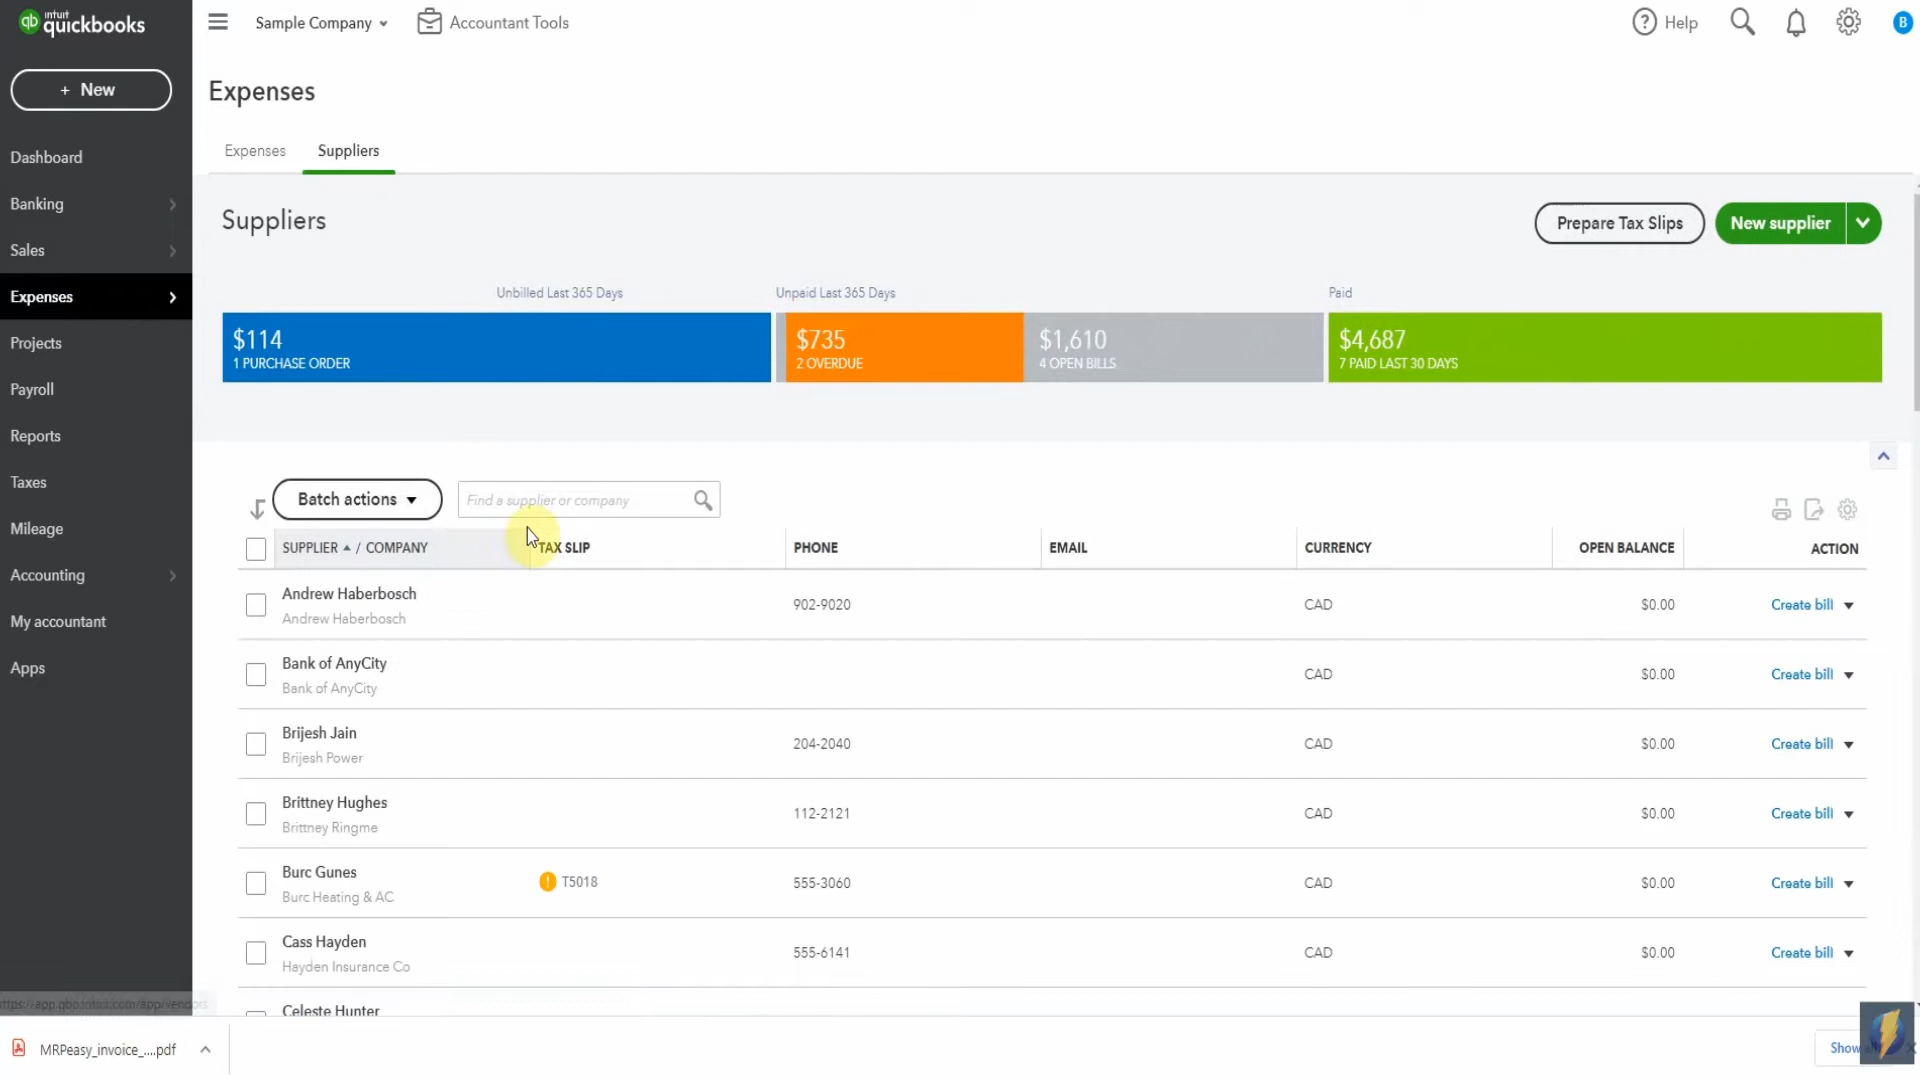 intuit
quickbooks
Sample Company
Accountant Tools
Help
B
+ New
Dashboard
Banking
Sales
Expenses
Projects
Payroll
Reports
Taxes
Mileage
Accounting
My accountant
Apps
Expenses
Expenses Suppliers
Suppliers
Prepare Tax Slips
New supplier
Unbilled Last 365 Days
Unpaid Last 365 Days
Paid
$114
1 PURCHASE ORDER
$735
2 OVERDUE
$1,610
4 OPEN BILLS
$4,687
7 PAID LAST 30 DAYS
Batch actions
Find a supplier or company
SUPPLIER / COMPANY TAX SLIP PHONE EMAIL CURRENCY OPEN BALANCE ACTION
Andrew Haberbosch
Andrew Haberbosch
902-9020 CAD $0.00 Create bill
Bank of AnyCity
Bank of AnyCity
CAD $0.00 Create bill
Brijesh Jain
Brijesh Power
204-2040 CAD $0.00 Create bill
Brittney Hughes
Brittney Ringme
112-2121 CAD $0.00 Create bill
Burc Gunes
Burc Heating & AC
T5018 555-3060 CAD $0.00 Create bill
Cass Hayden
Hayden Insurance Co
555-6141 CAD $0.00 Create bill
Celeste Hunter
MRPeasy_invoice_....pdf
Show